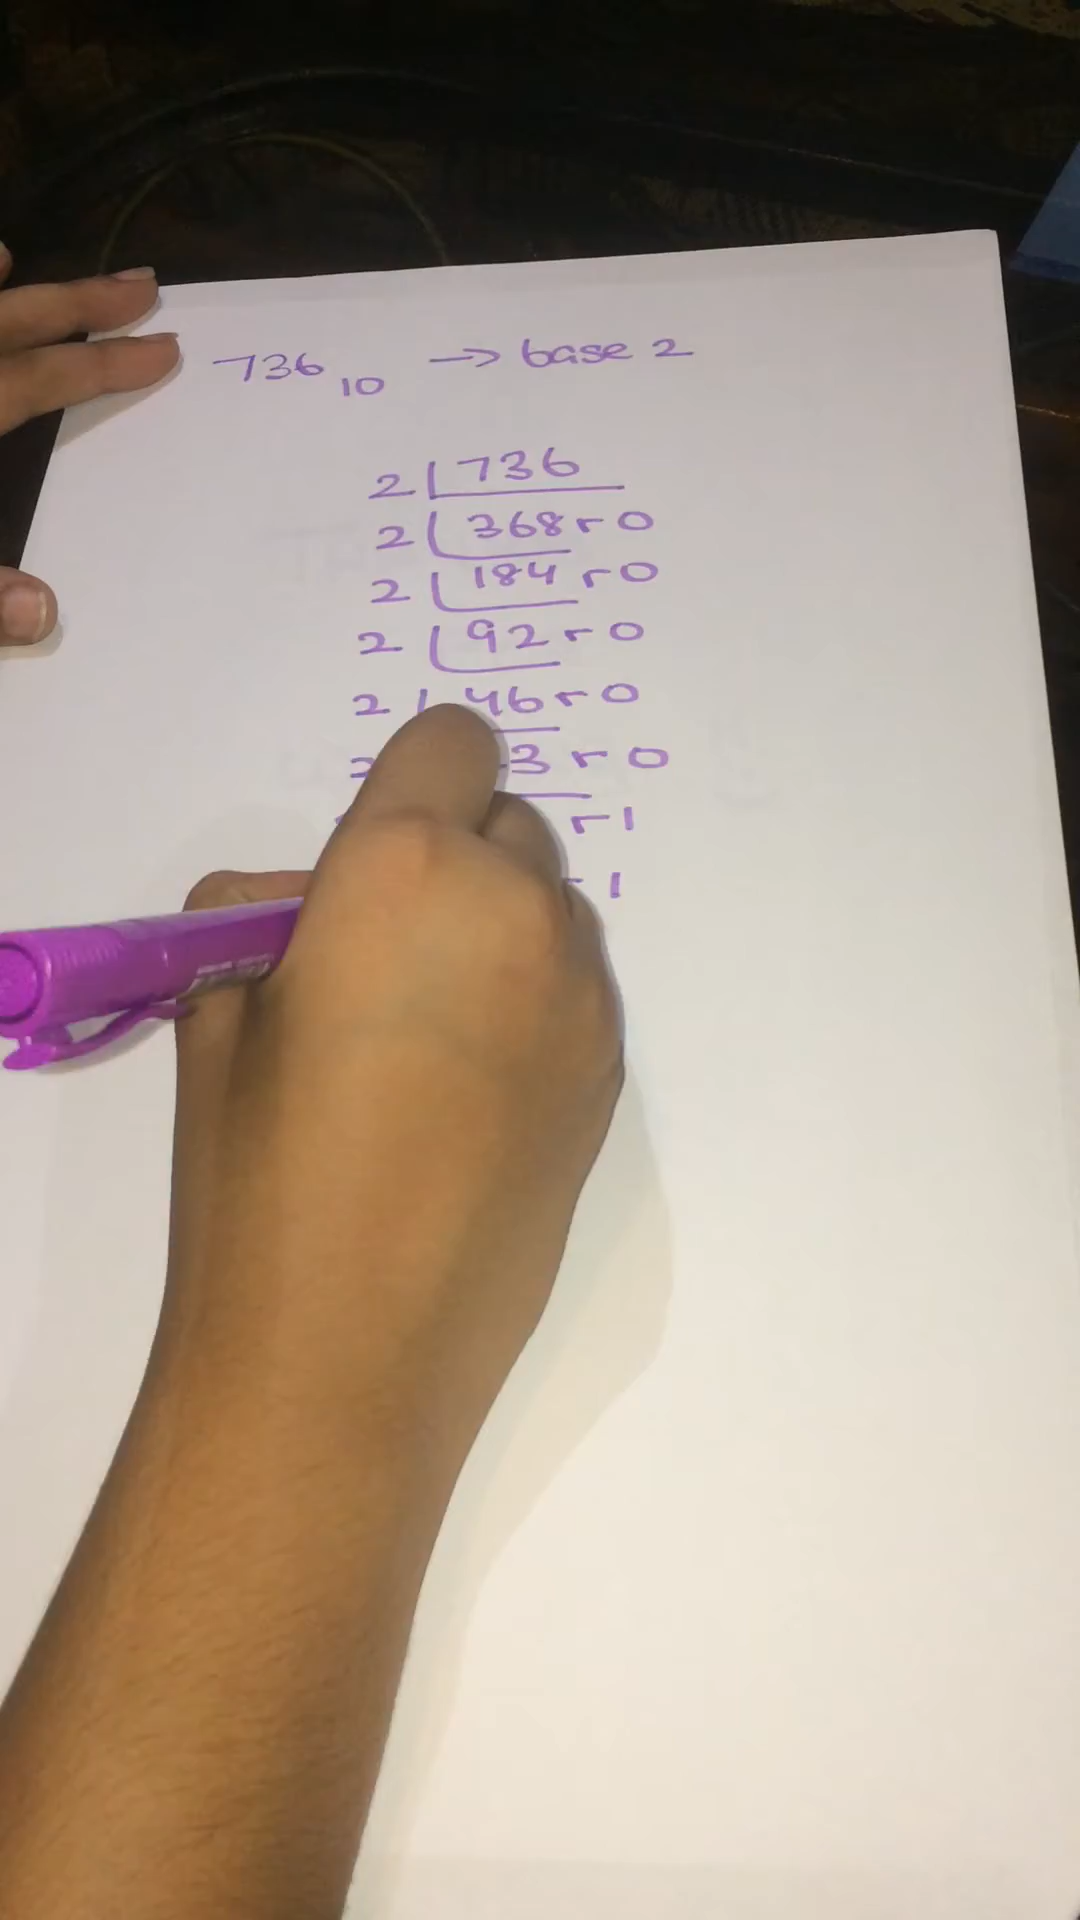 736 10 -> base 2
2 736
2 368 r 0
2 184 r 0
2 92 r 0
2 46 r 0
3 r 0
r 1
r 1